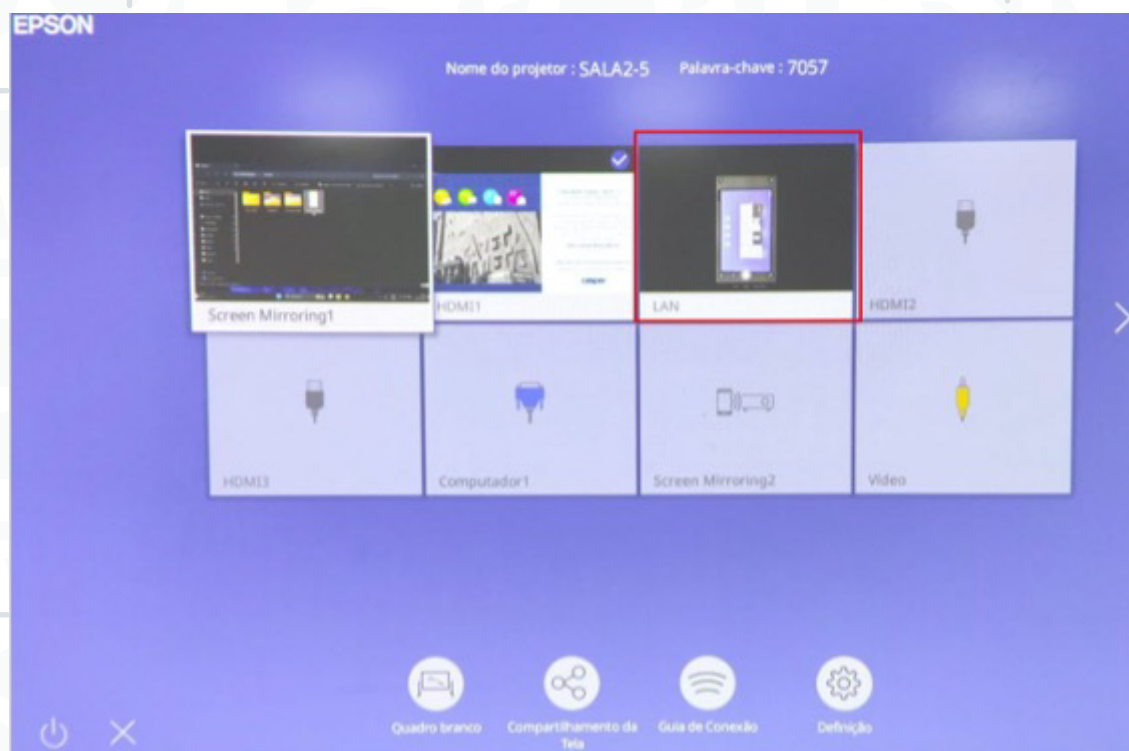 EPSON
Nome do projetor : SALA2-5 Palavra-chave : 7057
Screen Mirroring1
HDMI1
LAN
HDMI2
HDMI3
Computador1
Screen Mirroring2
Vídeo
Quadro branco
Compartilhamento da
Tela
Guia de Conexão
Definição